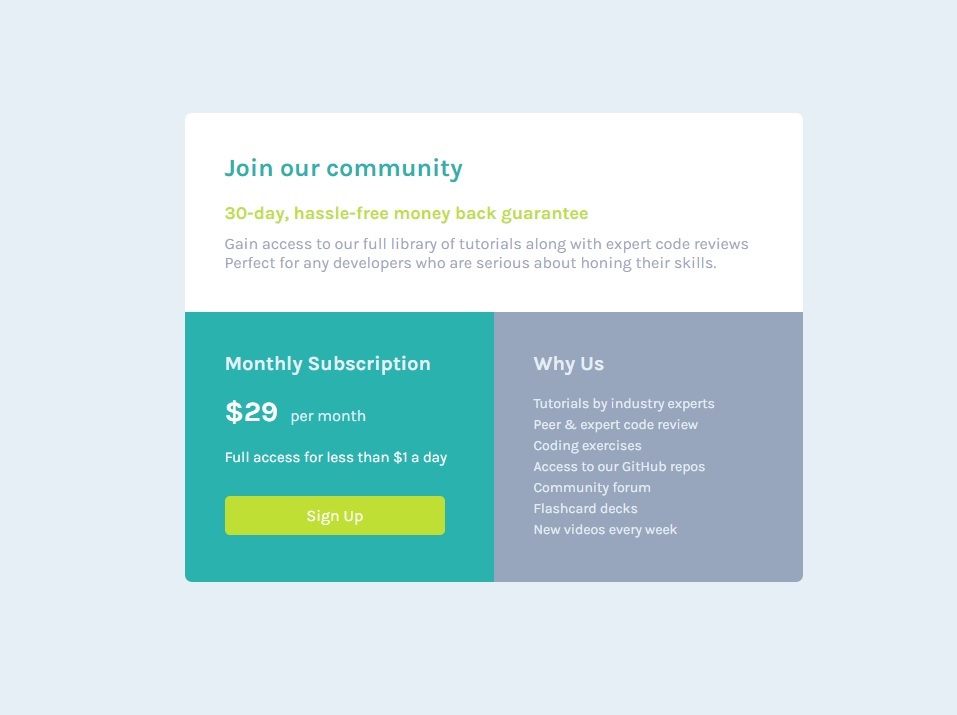 Join our community
30-day, hassle-free money back guarantee
Gain access to our full library of tutorials along with expert code reviews
Perfect for any developers who are serious about honing their skills.
Monthly Subscription
$29 per month
Full access for less than $1 a day
Sign Up
Why Us
Tutorials by industry experts
Peer & expert code review
Coding exercises
Access to our GitHub repos
Community forum
Flashcard decks
New videos every week